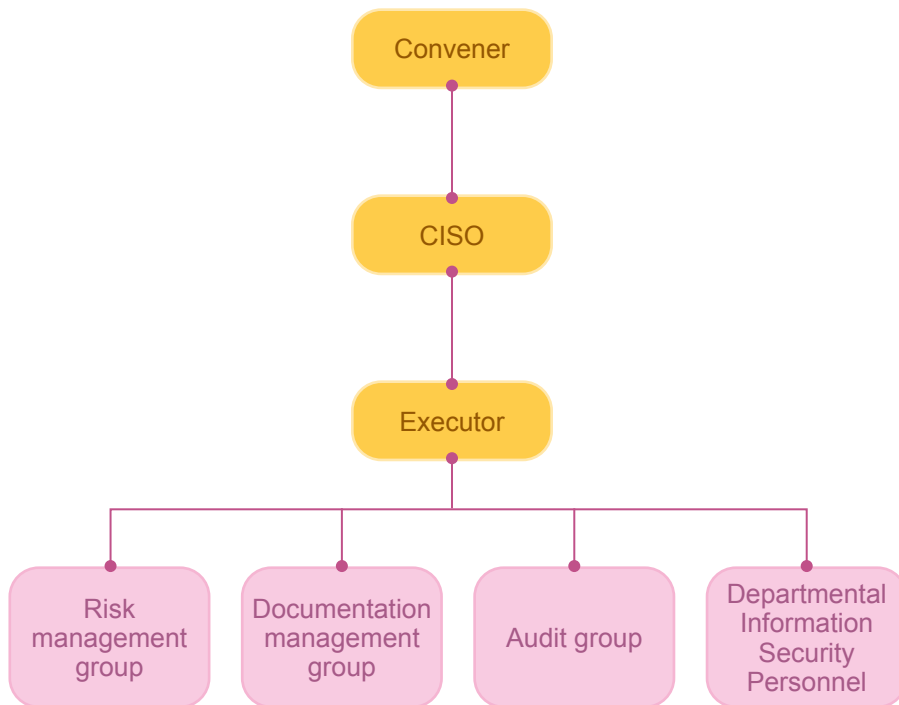 Convener
CISO
Executor
Risk
management
group
Documentation
management
group
Audit group
Departmental
Information
Security
Personnel